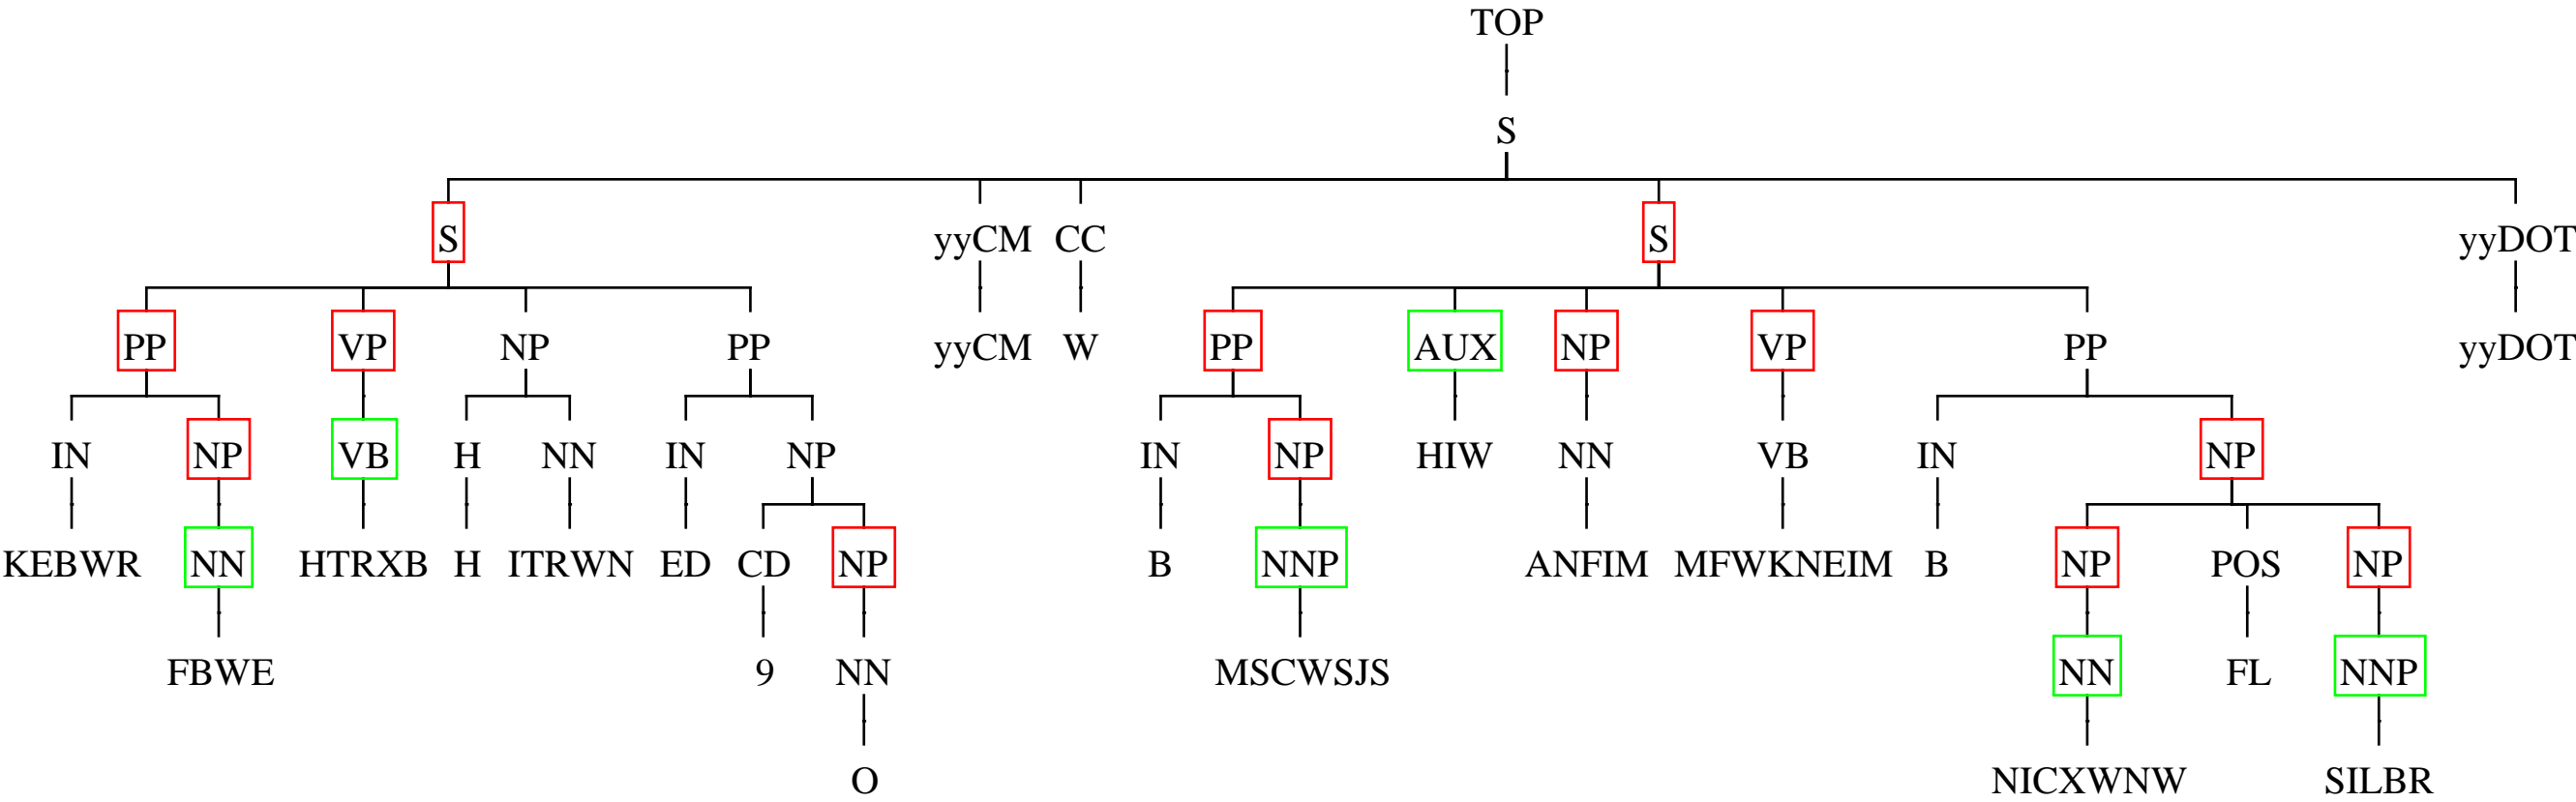 TOP
S
S yyCM CC S yyDOT
PP VP NP PP yyCM W PP AUX NP VP PP yyDOT
IN NP VB H NN IN NP IN NP HIW NN VB IN NP
KEBWR NN HTRXB H ITRWN ED CD NP B NNP ANFIM MFWKNEIM B NP POS NP
FBWE 9 NN MSCWSJS NN FL NNP
O NICXWNW SILBR